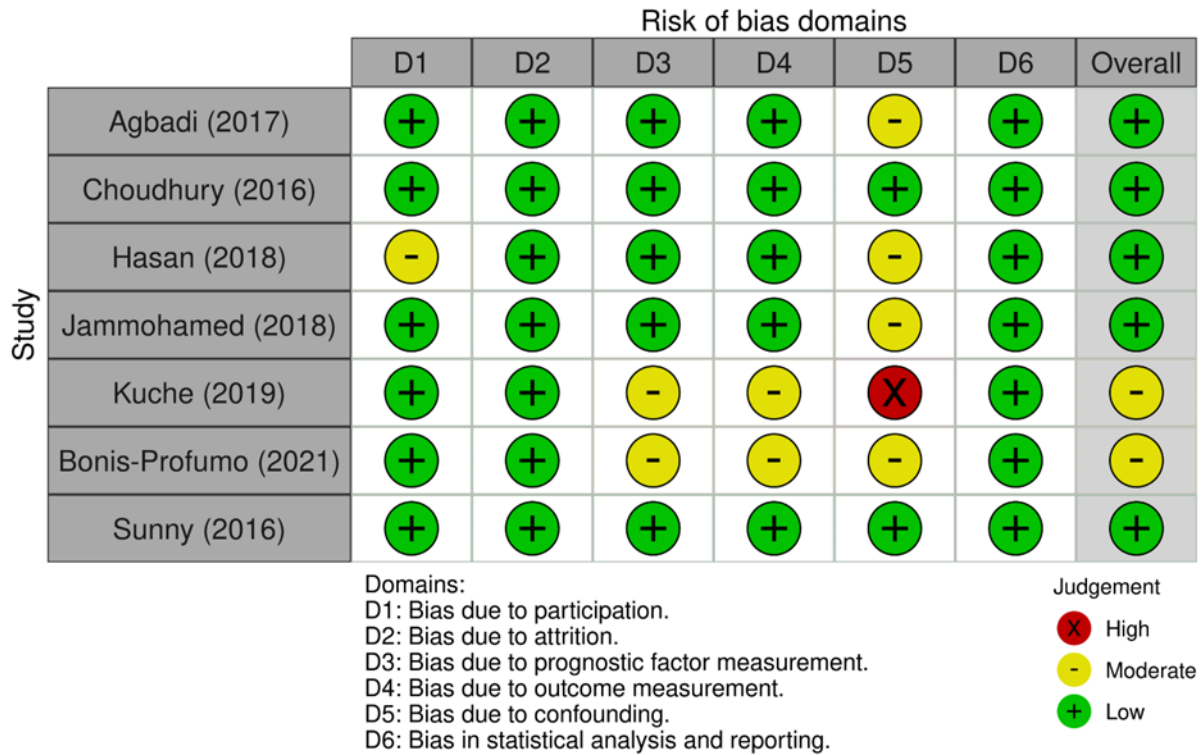 Risk of bias domains
D1 D2 D3 D4 D5 D6 Overall
Study
Agbadi (2017) + + + + - + +
Choudhury (2016) + + + + + + +
Hasan (2018) - + + + - + +
Jammohamed (2018) + + + + - + +
Kuche (2019) + + - - X + -
Bonis-Profumo (2021) + + - - - + -
Sunny (2016) + + + + + + +
Domains:
D1: Bias due to participation.
D2: Bias due to attrition.
D3: Bias due to prognostic factor measurement.
D4: Bias due to outcome measurement.
D5: Bias due to confounding.
D6: Bias in statistical analysis and reporting.
Judgement
X High
- Moderate
+ Low